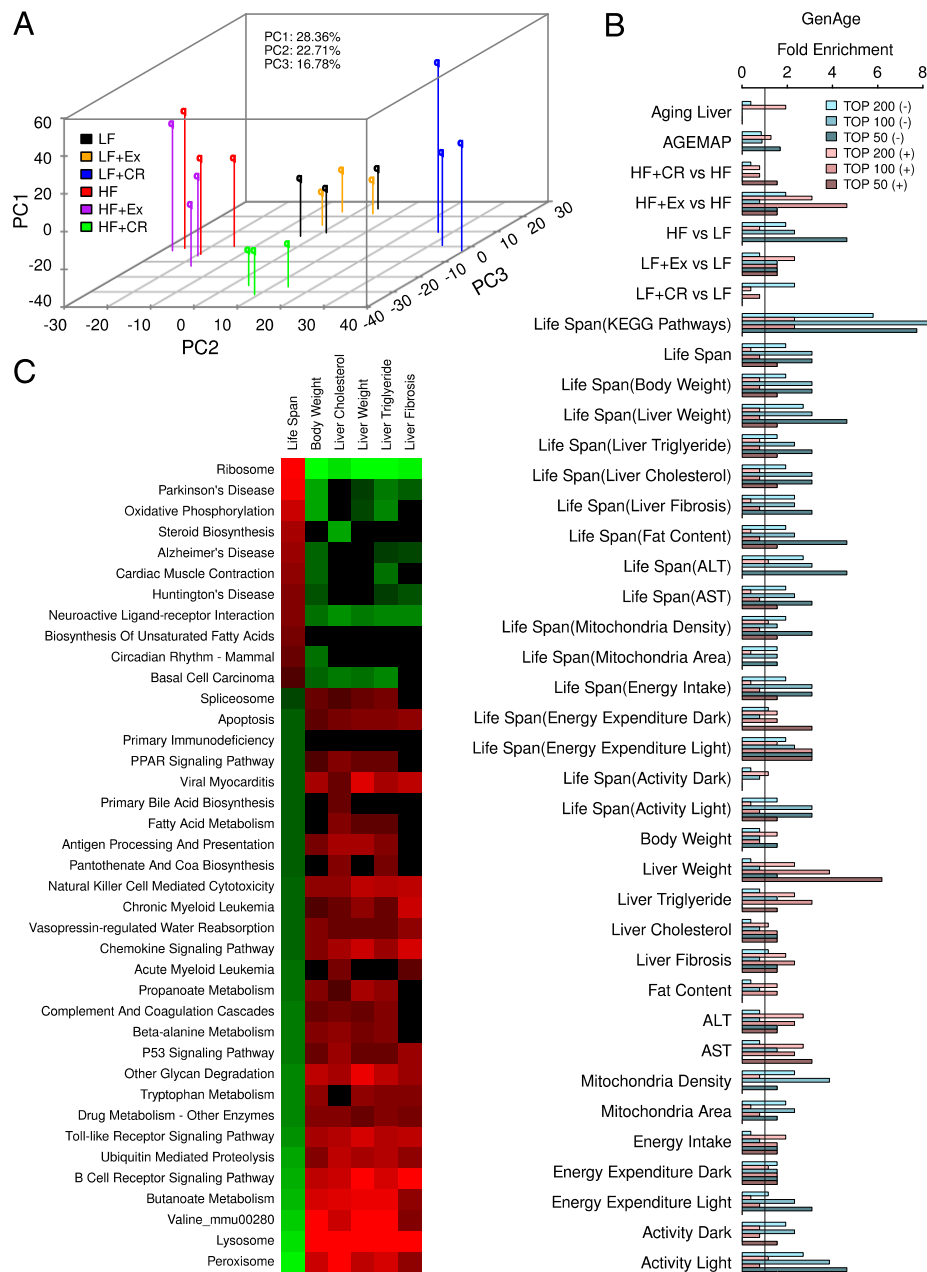 A
PC1: 28.36%
PC2: 22.71%
PC3: 16.78%
60
40
20
0
-20
-40
PC1
LF
LF+Ex
LF+CR
HF
HF+Ex
HF+CR
-30
-20
-10
0
10
20
30
40
PC2
-40
-30
-20
-10
0
10
20
30
PC3
B
GenAge
Fold Enrichment
0 2 4 6 8
TOP 200 (-)
TOP 100 (-)
TOP 50 (-)
TOP 200 (+)
TOP 100 (+)
TOP 50 (+)
Aging Liver
AGEMAP
HF+CR vs HF
HF+Ex vs HF
HF vs LF
LF+Ex vs LF
LF+CR vs LF
Life Span(KEGG Pathways)
Life Span
Life Span(Body Weight)
Life Span(Liver Weight)
Life Span(Liver Triglyeride)
Life Span(Liver Cholesterol)
Life Span(Liver Fibrosis)
Life Span(Fat Content)
Life Span(ALT)
Life Span(AST)
Life Span(Mitochondria Density)
Life Span(Mitochondria Area)
Life Span(Energy Intake)
Life Span(Energy Expenditure Dark)
Life Span(Energy Expenditure Light)
Life Span(Activity Dark)
Life Span(Activity Light)
Body Weight
Liver Weight
Liver Triglyeride
Liver Cholesterol
Liver Fibrosis
Fat Content
ALT
AST
Mitochondria Density
Mitochondria Area
Energy Intake
Energy Expenditure Dark
Energy Expenditure Light
Activity Dark
Activity Light
C
Life Span
Body Weight
Liver Cholesterol
Liver Weight
Liver Triglyeride
Liver Fibrosis
Ribosome
Parkinson's Disease
Oxidative Phosphorylation
Steroid Biosynthesis
Alzheimer's Disease
Cardiac Muscle Contraction
Huntington's Disease
Neuroactive Ligand-receptor Interaction
Biosynthesis Of Unsaturated Fatty Acids
Circadian Rhythm - Mammal
Basal Cell Carcinoma
Spliceosome
Apoptosis
Primary Immunodeficiency
PPAR Signaling Pathway
Viral Myocarditis
Primary Bile Acid Biosynthesis
Fatty Acid Metabolism
Antigen Processing And Presentation
Pantothenate And Coa Biosynthesis
Natural Killer Cell Mediated Cytotoxicity
Chronic Myeloid Leukemia
Vasopressin-regulated Water Reabsorption
Chemokine Signaling Pathway
Acute Myeloid Leukemia
Propanoate Metabolism
Complement And Coagulation Cascades
Beta-alanine Metabolism
P53 Signaling Pathway
Other Glycan Degradation
Tryptophan Metabolism
Drug Metabolism - Other Enzymes
Toll-like Receptor Signaling Pathway
Ubiquitin Mediated Proteolysis
B Cell Receptor Signaling Pathway
Butanoate Metabolism
Valine_mmu00280
Lysosome
Peroxisome